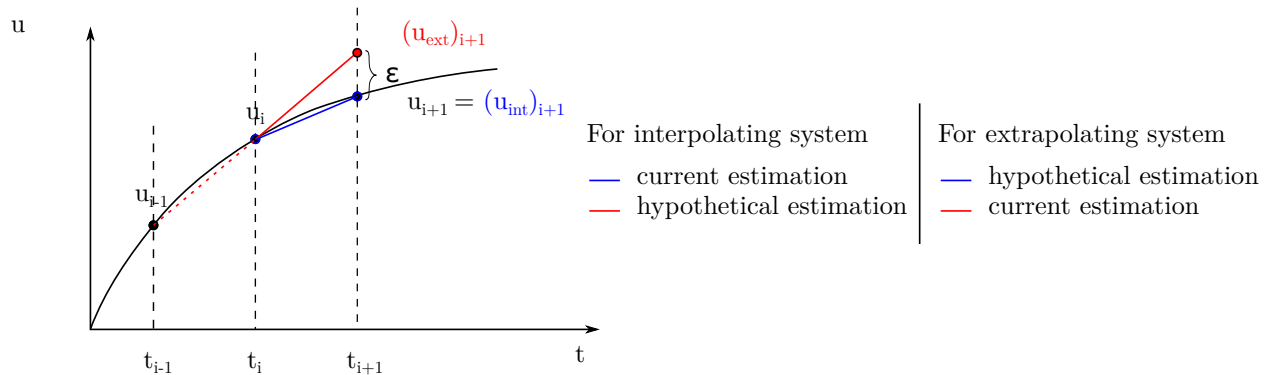 u
(u_ext)_i+1
ε
u_i
u_i+1 = (u_int)_i+1
u_i-1
t_i-1 t_i t_i+1 t
For interpolating system
current estimation
hypothetical estimation
For extrapolating system
hypothetical estimation
current estimation